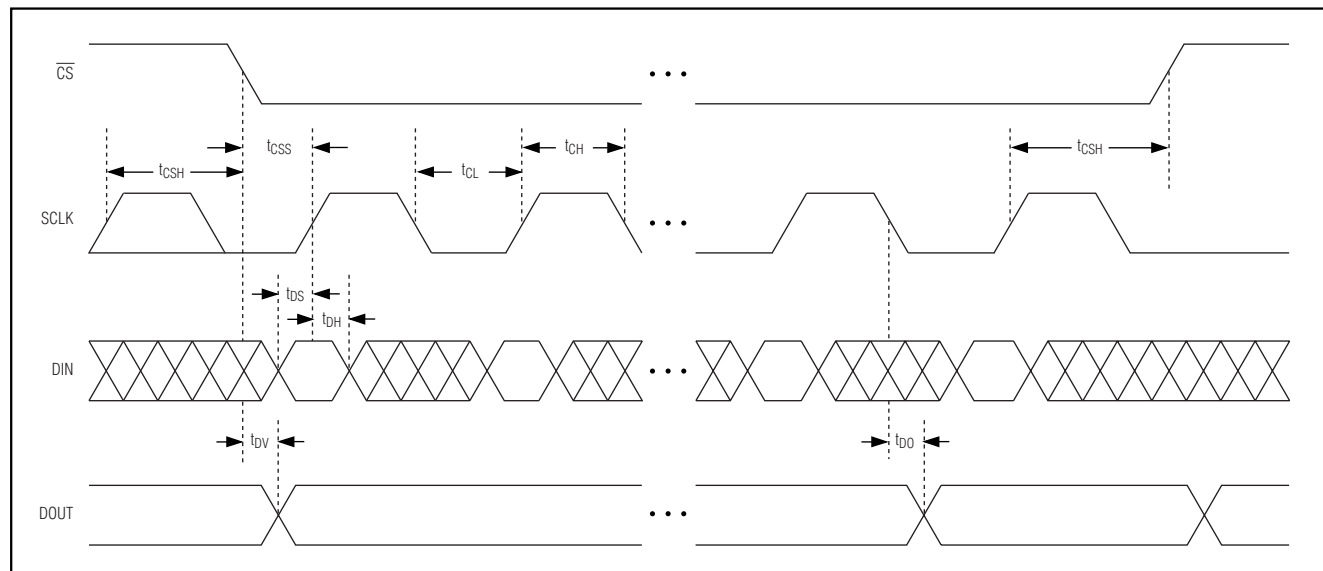 CS
tCSS
tCH
tCSH
tCSH
tCL
SCLK
tDS
tDH
DIN
tDV
tDO
DOUT